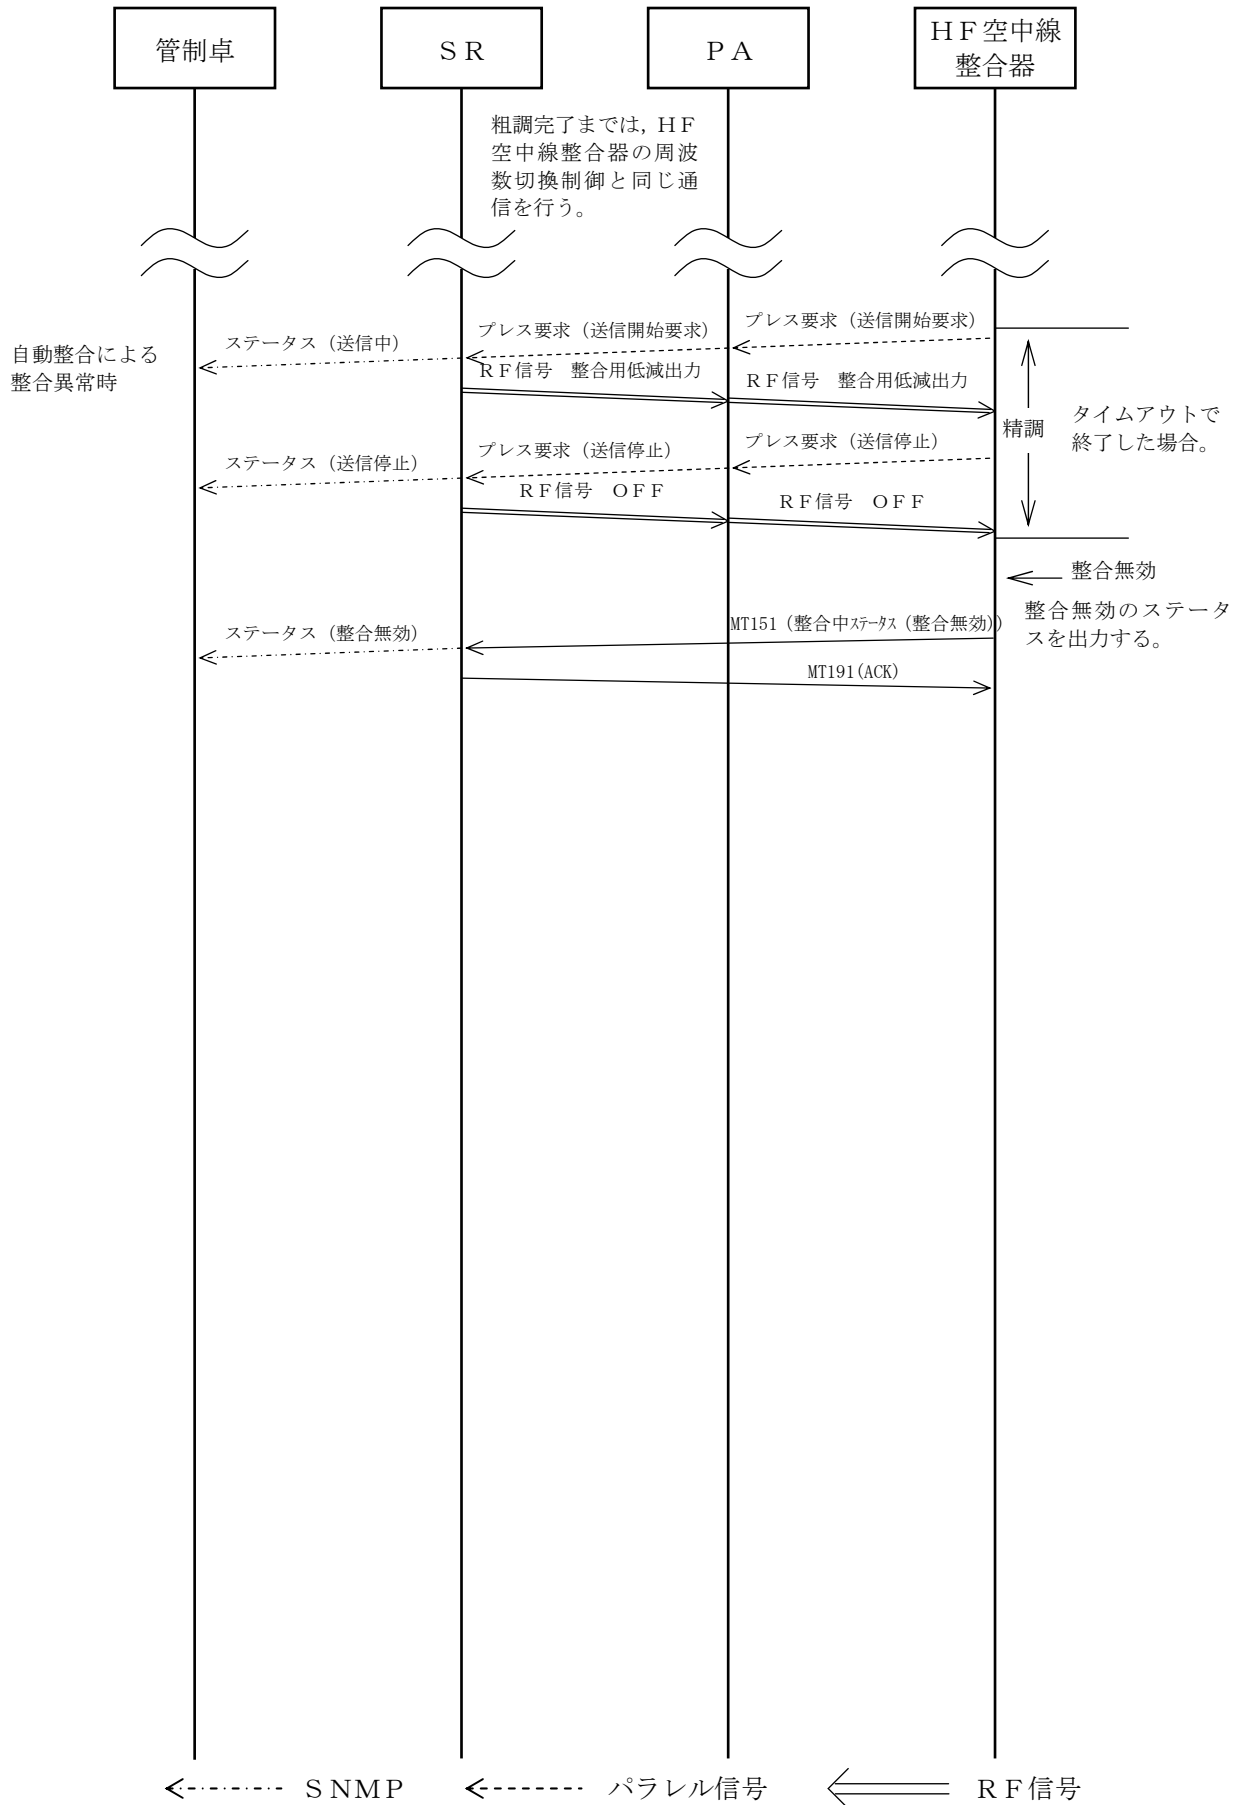 管制卓
ＳＲ
ＰＡ
ＨＦ空中線
整合器
粗調完了までは，ＨＦ
空中線整合器の周波
数切換制御と同じ通
信を行う。
自動整合による
整合異常時
ステータス（送信中）
プレス要求（送信開始要求）
プレス要求（送信開始要求）
ＲＦ信号　整合用低減出力
ＲＦ信号　整合用低減出力
精調
タイムアウトで
終了した場合。
ステータス（送信停止）
プレス要求（送信停止）
プレス要求（送信停止）
ＲＦ信号　ＯＦＦ
ＲＦ信号　ＯＦＦ
整合無効
整合無効のステータ
スを出力する。
ステータス（整合無効）
MT151（整合中ｽﾃｰﾀｽ（整合無効））
MT191(ACK)
ＳＮＭＰ
パラレル信号
ＲＦ信号